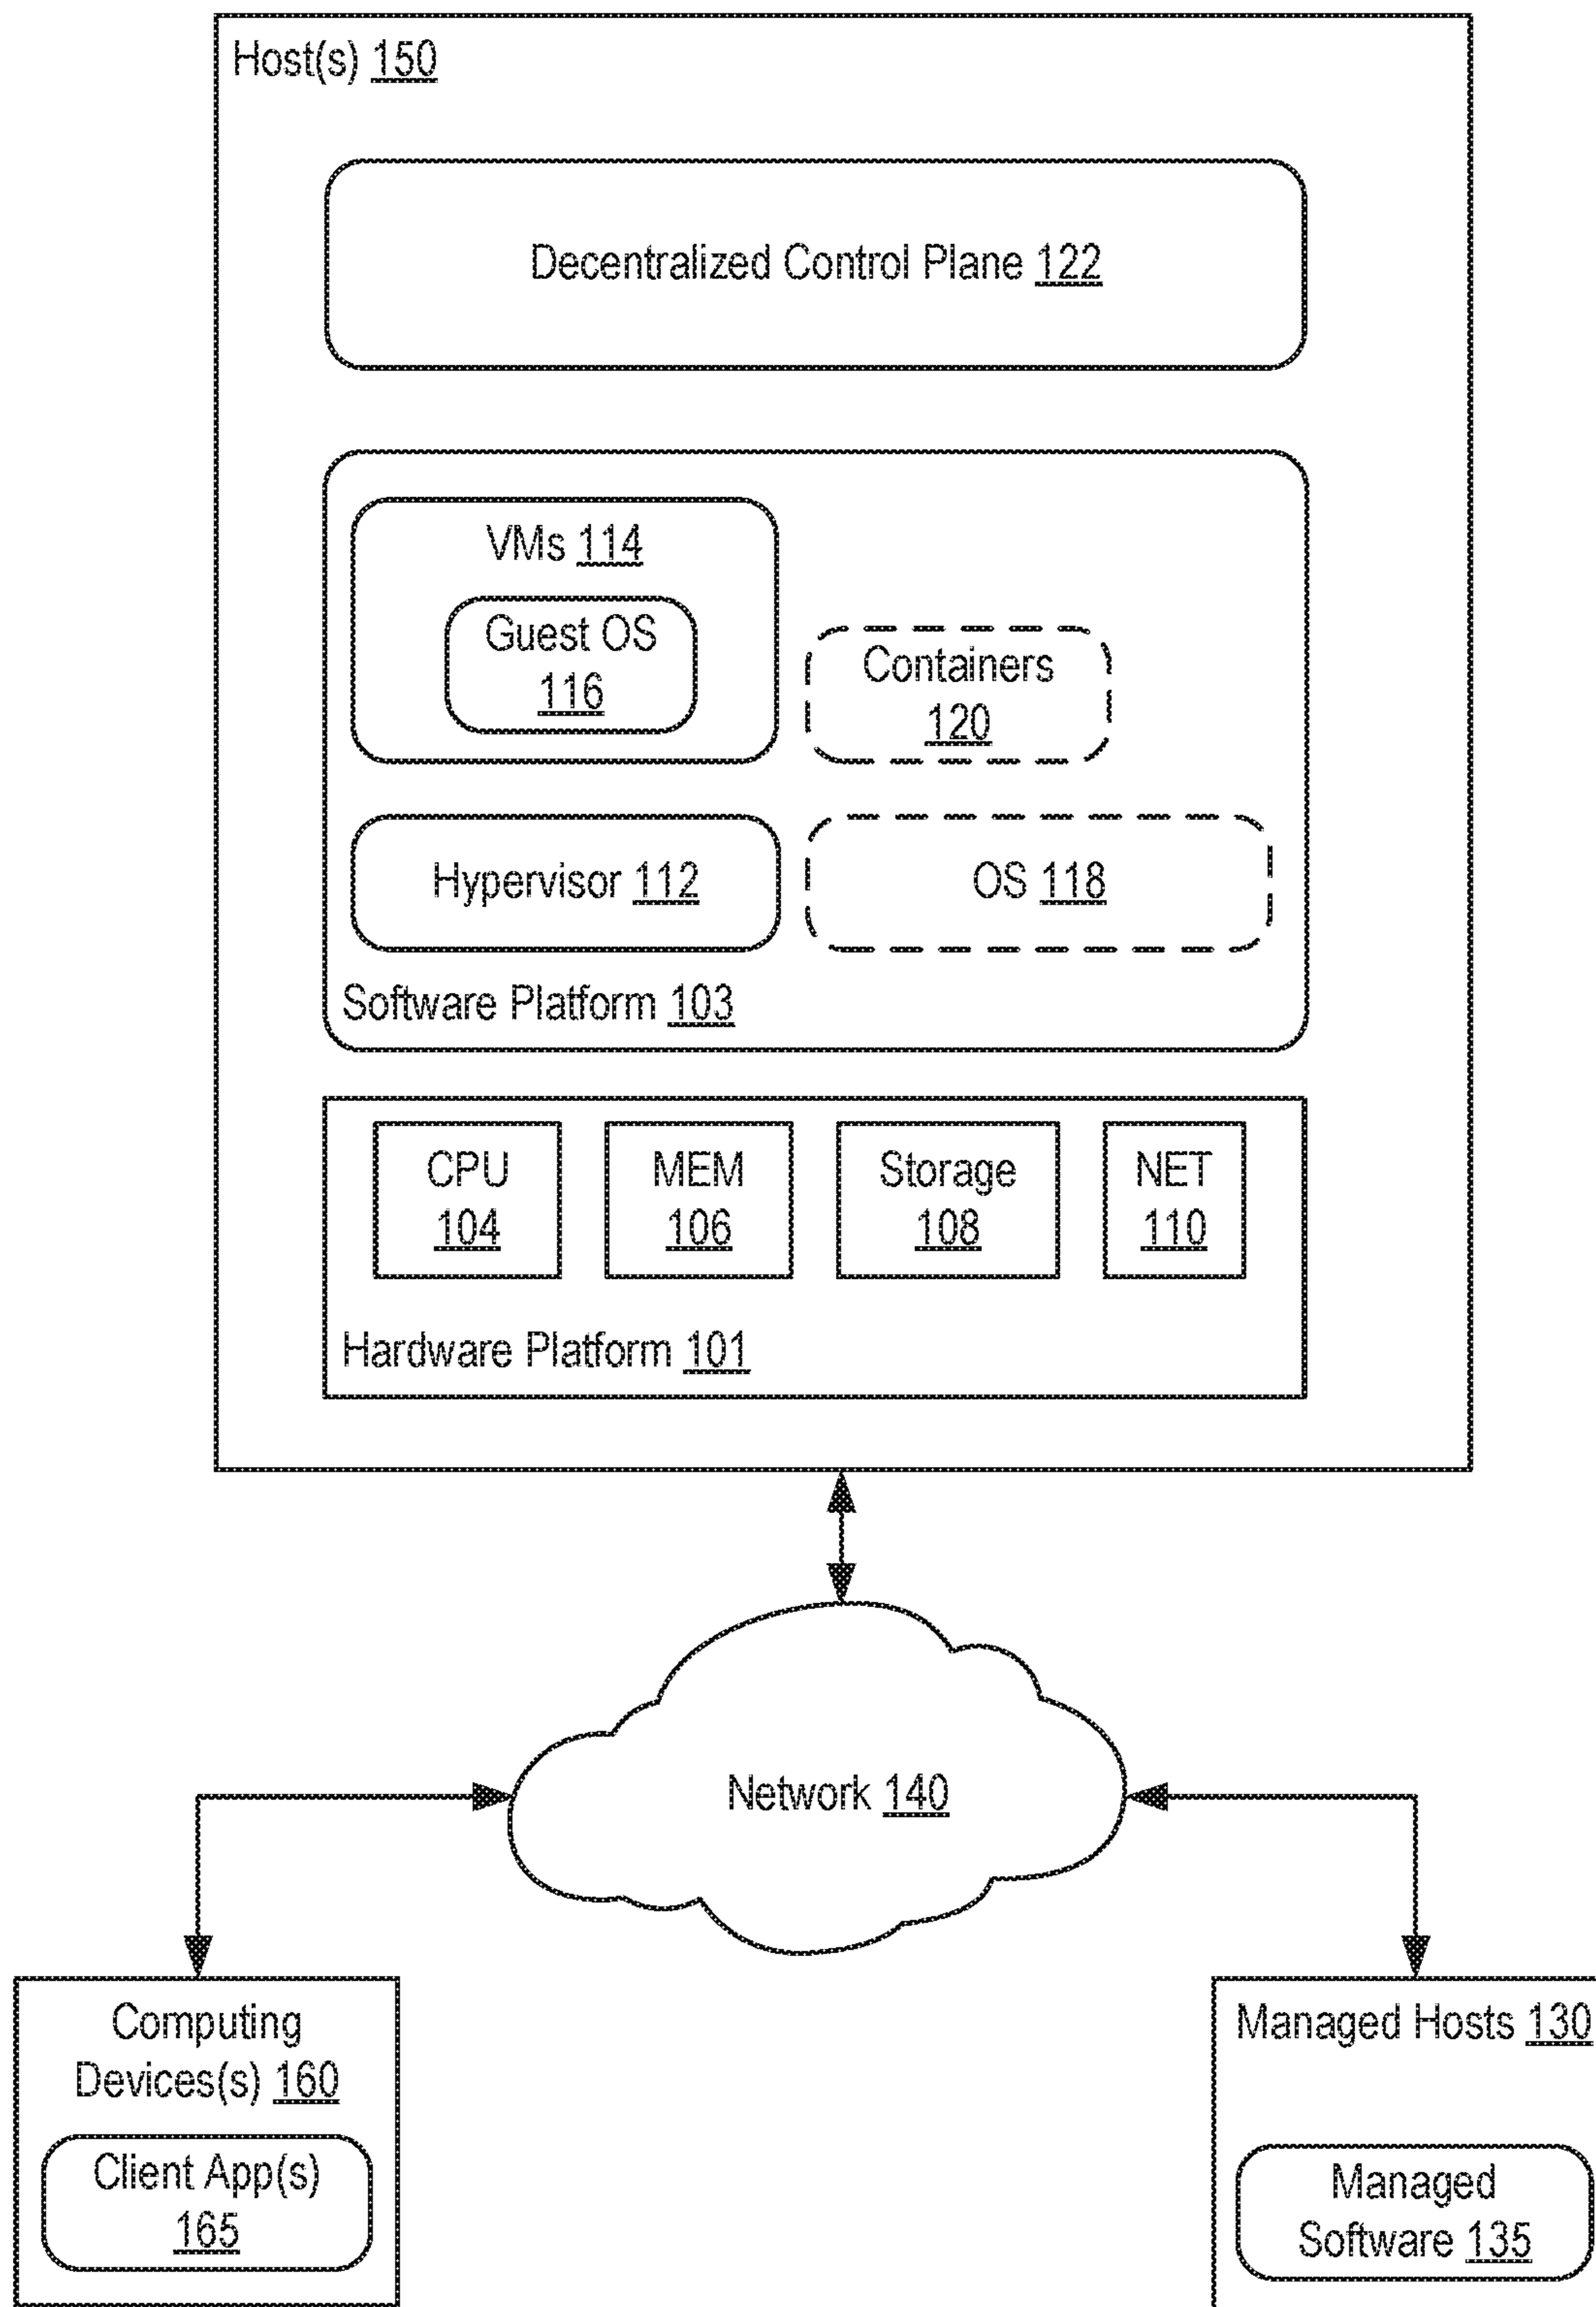 Host(s) 150
Decentralized Control Plane 122
VMs 114
Guest OS
116
Containers
120
Hypervisor 112
OS 118
Software Platform 103
CPU
104
MEM
106
Storage
108
NET
110
Hardware Platform 101
Network 140
Computing
Devices(s) 160
Client App(s)
165
Managed Hosts 130
Managed
Software 135